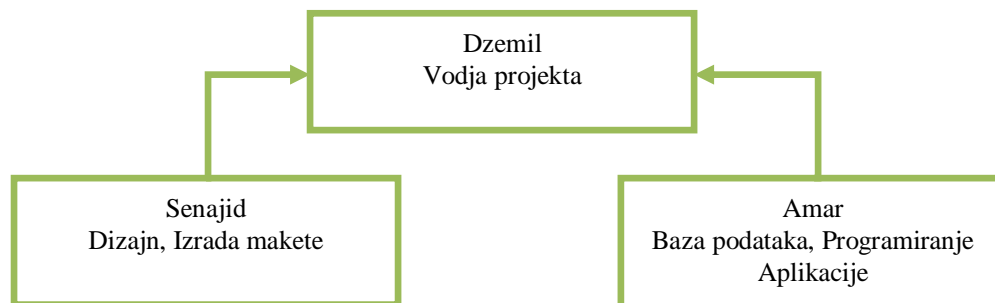 Dzemil
Vodja projekta
Senajid
Dizajn, Izrada makete
Amar
Baza podataka, Programiranje
Aplikacije